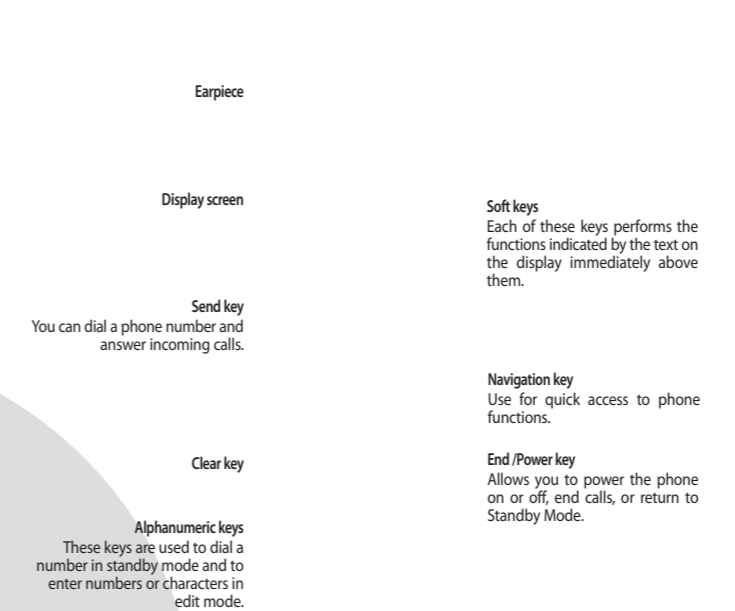 Earpiece
Display screen
Send key
You can dial a phone number and
answer incoming calls.
Clear key
Alphanumeric keys
These keys are used to dial a
number in standby mode and to
enter numbers or characters in
edit mode.
Soft keys
Each of these keys performs the
functions indicated by the text on
the display immediately above
them.
Navigation key
Use for quick access to phone
functions.
End /Power key
Allows you to power the phone
on or off, end calls, or return to
Standby Mode.